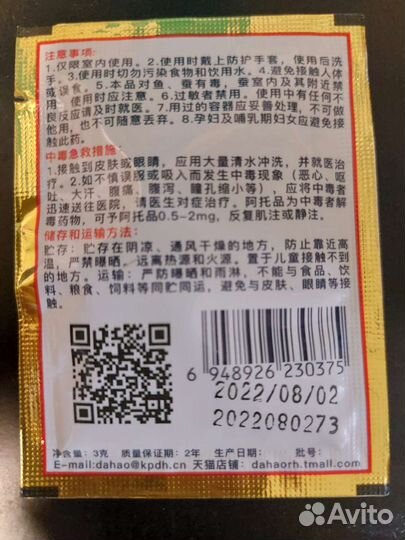 注意事项：
1.仅限室内使用。2.使用时戴上防护手套，使用后洗
手。3.使用时切勿污染食物和饮用水。4.避免接触人体
或误食。5.本品对鱼、蚕有毒，蚕室内及其附近禁
用，使用时应注意。6.过敏者禁用。使用中有任何不
良反应请及时就医。7.用过的容器应妥善处理，不可做
他用，也不可随意丢弃。8.孕妇及哺乳期妇女应避免接
触此药。
中毒急救措施：
1.接触到皮肤或眼睛，应用大量清水冲洗，并就医治
疗。2.如不慎误服或吸入而发生中毒现象（恶心、呕
吐、大汗、腹痛、腹泻、瞳孔缩小等），应将中毒者
迅速送往医院，请医生对症治疗。阿托品为中毒者解
毒药物，可予阿托品0.5-2mg，反复肌注或静注。
储存和运输方法：
贮存：贮存在阴凉、通风干燥的地方，防止靠近高
温，严禁曝晒，远离热源和火源。置于儿童接触不到
的地方。运输：严防曝晒和雨淋，不能与食品、饮
料、粮食、饲料等同贮同运，避免与皮肤、眼睛等接
触。
6 948926 230375
2022/08/02
2022080273
净含量：3克 质量保证期：2年 生产日期： 批号：
E-mail:dahao@kpdh.cn 天猫店铺：dahaorh.tmall.com
Avito